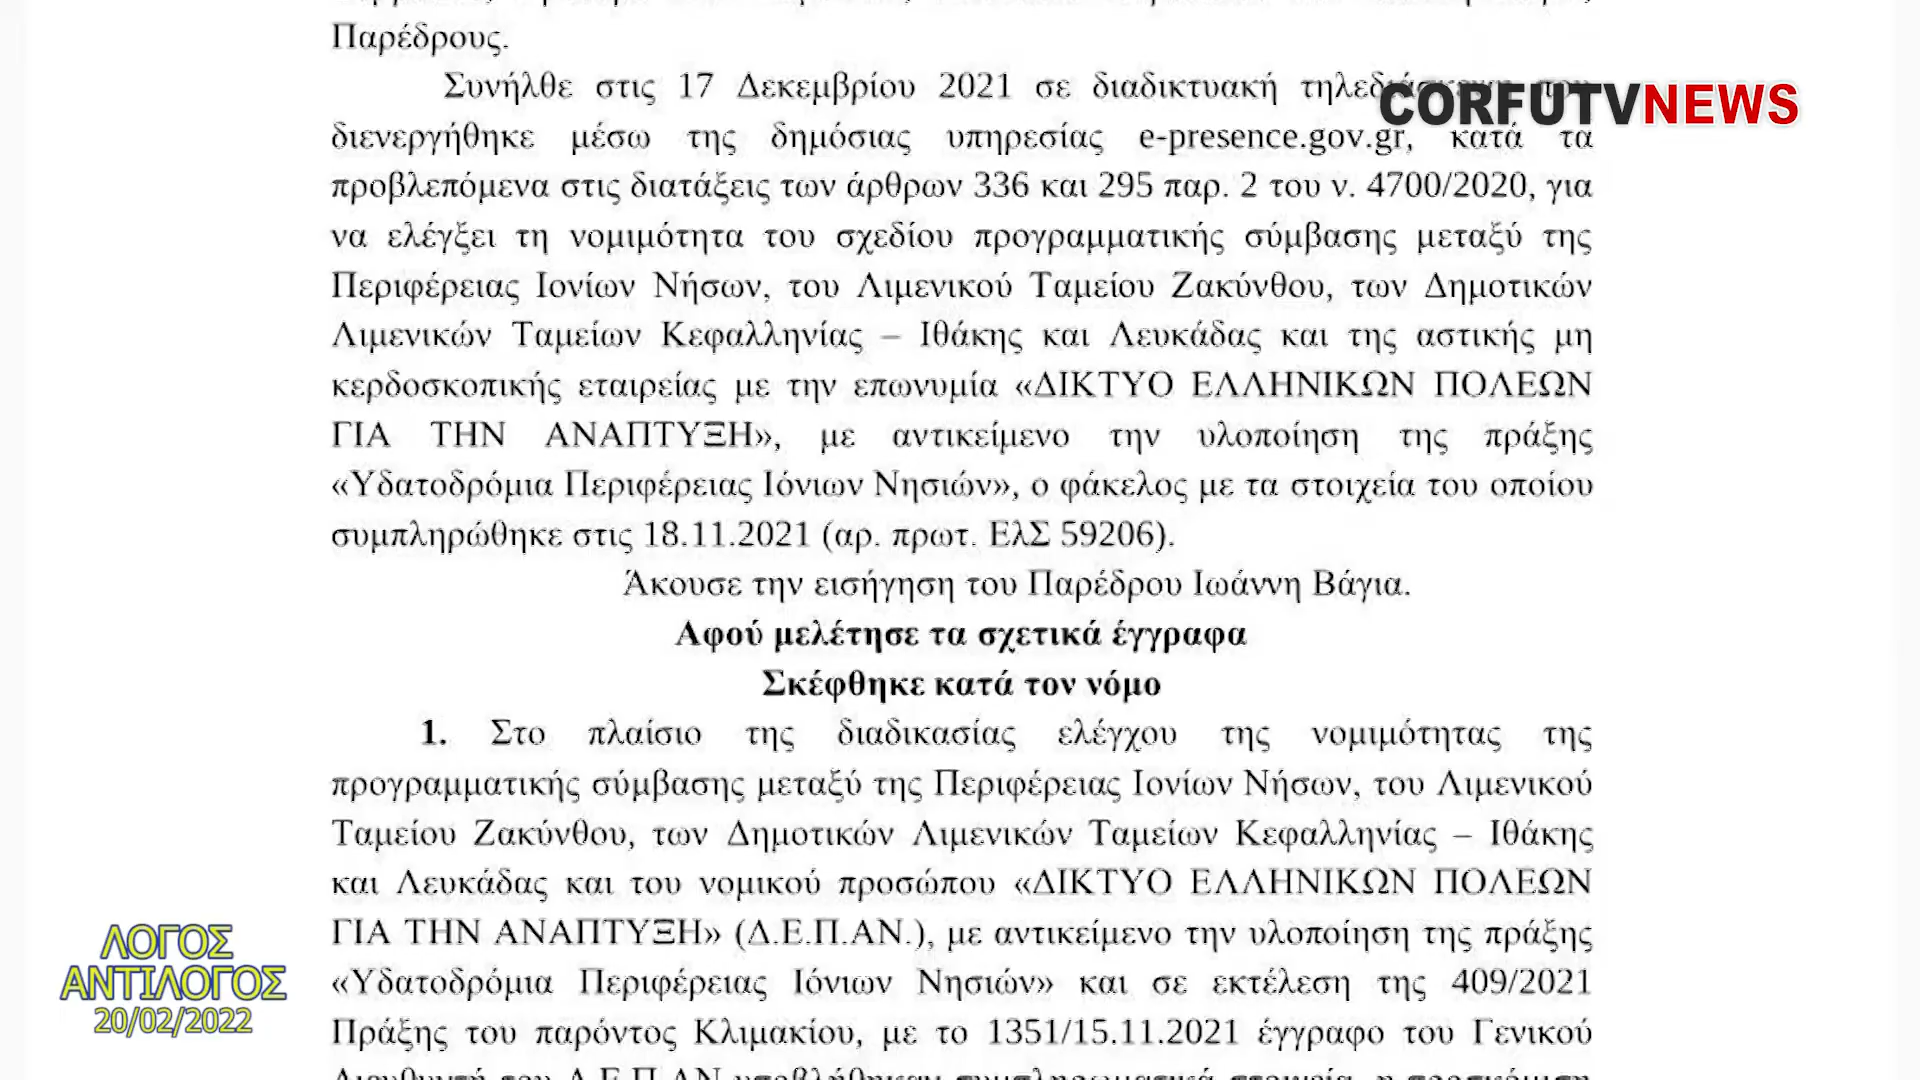 Παρέδρους.
Συνήλθε στις 17 Δεκεμβρίου 2021 σε διαδικτυακή
CORFUTVNEWS
διενεργήθηκε μέσω της δημόσιας υπηρεσίας e-presence.gov.gr, κατά τα
προβλεπόμενα στις διατάξεις των άρθρων 336 και 295 παρ. 2 του ν. 4700/2020, για
να ελέγξει τη νομιμότητα του σχεδίου προγραμματικής σύμβασης μεταξύ της
Περιφέρειας Ιονίων Νήσων, του Λιμενικού Ταμείου Ζακύνθου, των Δημοτικών
Λιμενικών Ταμείων Κεφαλληνίας – Ιθάκης και Λευκάδας και της αστικής μη
κερδοσκοπικής εταιρείας με την επωνυμία «ΔΙΚΤΥΟ ΕΛΛΗΝΙΚΩΝ ΠΟΛΕΩΝ
ΓΙΑ ΤΗΝ ΑΝΑΠΤΥΞΗ», με αντικείμενο την υλοποίηση της πράξης
«Υδατοδρόμια Περιφέρειας Ιόνιων Νησιών», ο φάκελος με τα στοιχεία του οποίου
συμπληρώθηκε στις 18.11.2021 (αρ. πρωτ. ΕλΣ 59206).
Άκουσε την εισήγηση του Παρέδρου Ιωάννη Βάγια.
Αφού μελέτησε τα σχετικά έγγραφα
Σκέφθηκε κατά τον νόμο
1. Στο πλαίσιο της διαδικασίας ελέγχου της νομιμότητας της
προγραμματικής σύμβασης μεταξύ της Περιφέρειας Ιονίων Νήσων, του Λιμενικού
Ταμείου Ζακύνθου, των Δημοτικών Λιμενικών Ταμείων Κεφαλληνίας – Ιθάκης
και Λευκάδας και του νομικού προσώπου «ΔΙΚΤΥΟ ΕΛΛΗΝΙΚΩΝ ΠΟΛΕΩΝ
ΓΙΑ ΤΗΝ ΑΝΑΠΤΥΞΗ» (Δ.Ε.Π.ΑΝ.), με αντικείμενο την υλοποίηση της πράξης
«Υδατοδρόμια Περιφέρειας Ιόνιων Νησιών» και σε εκτέλεση της 409/2021
Πράξης του παρόντος Κλιμακίου, με το 1351/15.11.2021 έγγραφο του Γενικού
ΛΟΓΟΣ
ΑΝΤΙΛΟΓΟΣ
20/02/2022